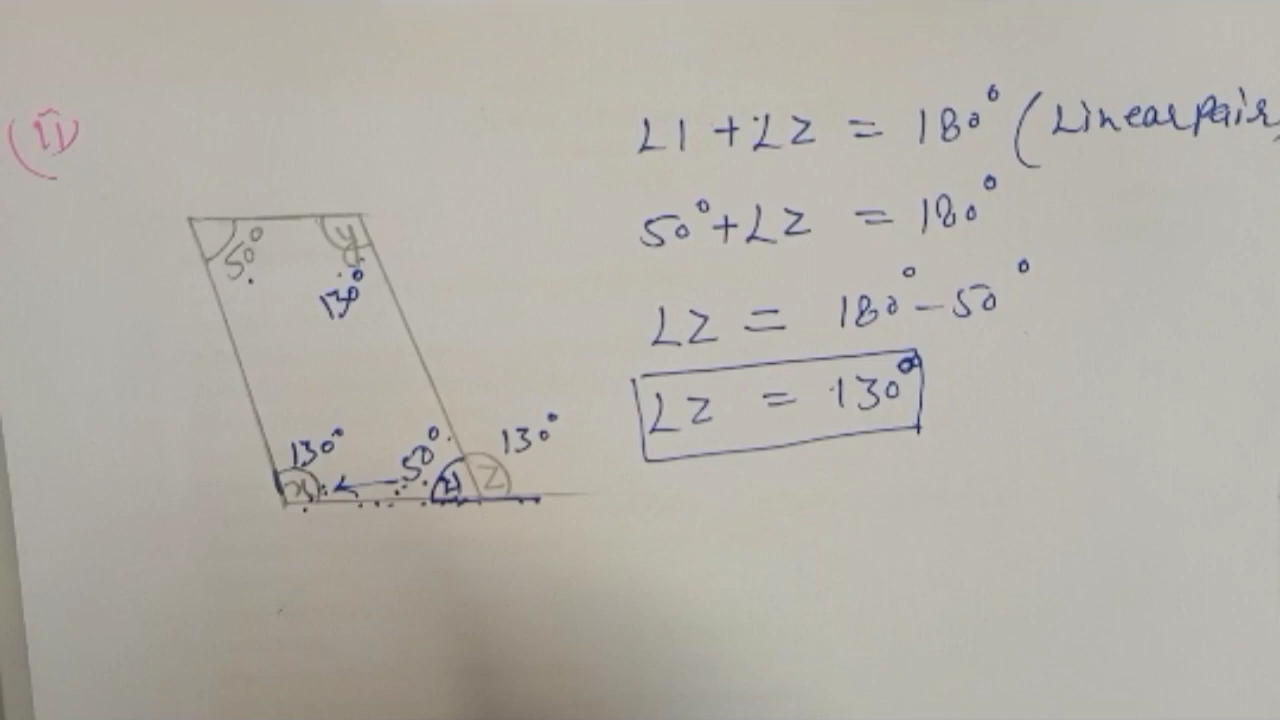 (ii)
∠1 + ∠Z = 180° (Linear pair
50° + ∠Z = 180°
∠Z = 180° - 50°
∠Z = 130°
50° y
130°
130° 50° 130°
x 1 z